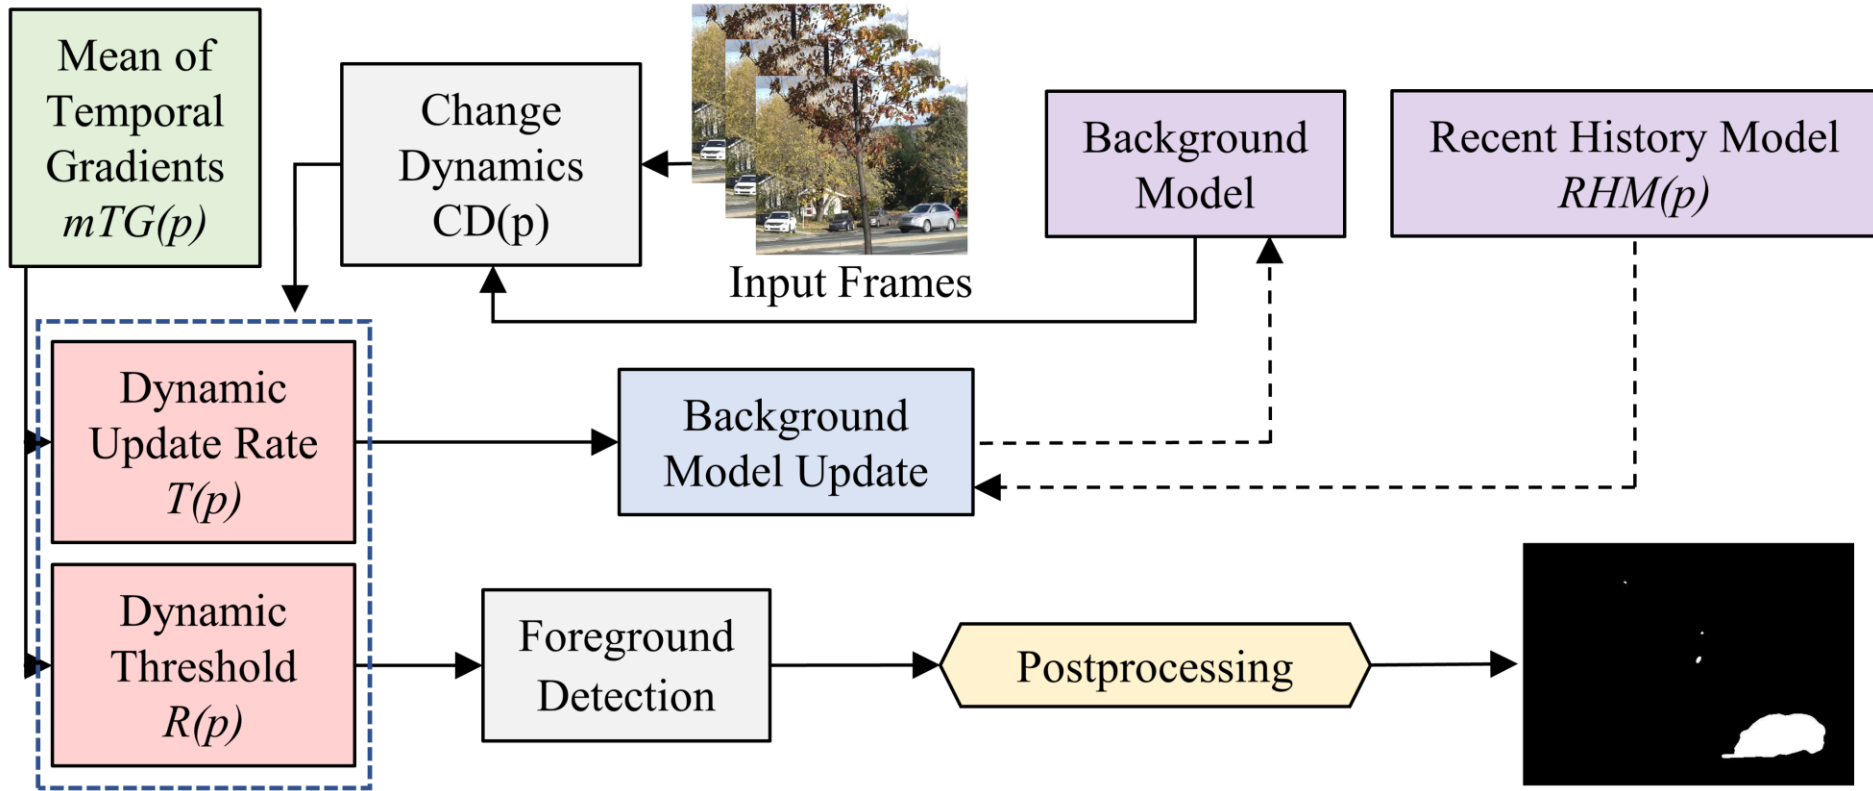 Mean of
Temporal
Gradients
mTG(p)
Change
Dynamics
CD(p)
Input Frames
Background
Model
Recent History Model
RHM(p)
Dynamic
Update Rate
T(p)
Background
Model Update
Dynamic
Threshold
R(p)
Foreground
Detection
Postprocessing